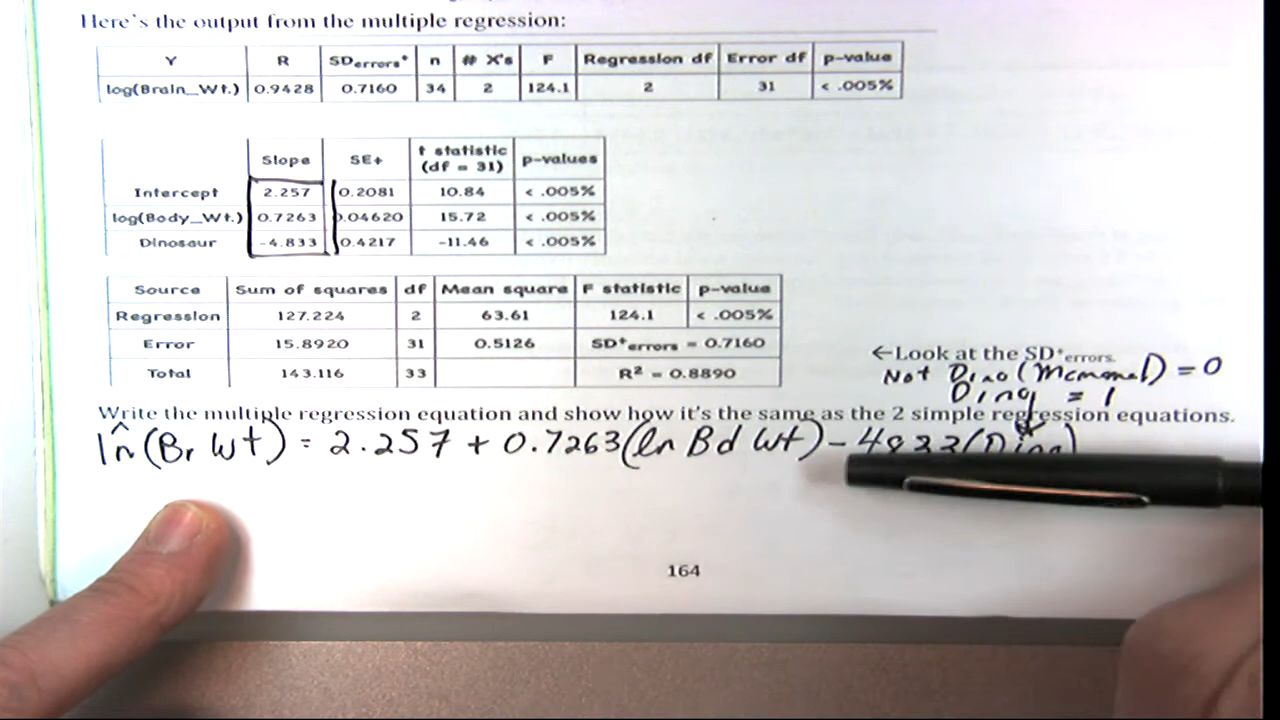 Here's the output from the multiple regression:
Y R SDerrors+ n # X's F Regression df Error df p-value
log(Brain_Wt.) 0.9428 0.7160 34 2 124.1 2 31 < .005%
Slope SE+ t statistic (df = 31) p-values
Intercept 2.257 0.2081 10.84 < .005%
log(Body_Wt.) 0.7263 0.04620 15.72 < .005%
Dinosaur -4.833 0.4217 -11.46 < .005%
Source Sum of squares df Mean square F statistic p-value
Regression 127.224 2 63.61 124.1 < .005%
Error 15.8920 31 0.5126 SD+errors = 0.7160
Total 143.116 33 R² = 0.8890
←Look at the SD+errors.
Not Dino (Mammal) = 0
Dino = 1
Write the multiple regression equation and show how it's the same as the 2 simple regression equations.
ln̂(Br Wt) = 2.257 + 0.7263(ln Bd Wt) - 4833(Dino)
164